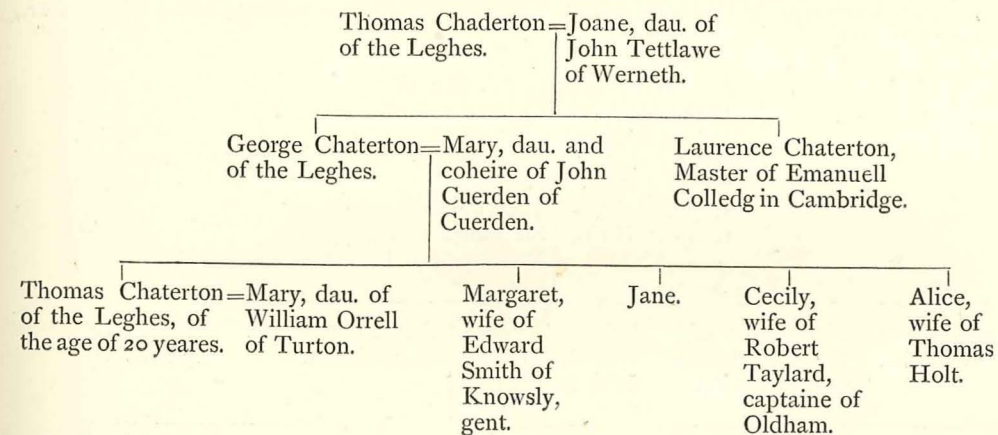 Thomas Chaderton=Joane, dau. of
of the Leghes.
John Tettlawe
of Werneth.
George Chaterton=Mary, dau. and
of the Leghes.
coheire of John
Cuerden of
Cuerden.
Laurence Chaterton,
Master of Emanuell
Colledg in Cambridge.
Thomas Chaterton=Mary, dau. of
of the Leghes, of
the age of 20 yeares.
William Orrell
of Turton.
Margaret,
wife of
Edward
Smith of
Knowsly,
gent.
Jane.
Cecily,
wife of
Robert
Taylard,
captaine of
Oldham.
Alice,
wife of
Thomas
Holt.